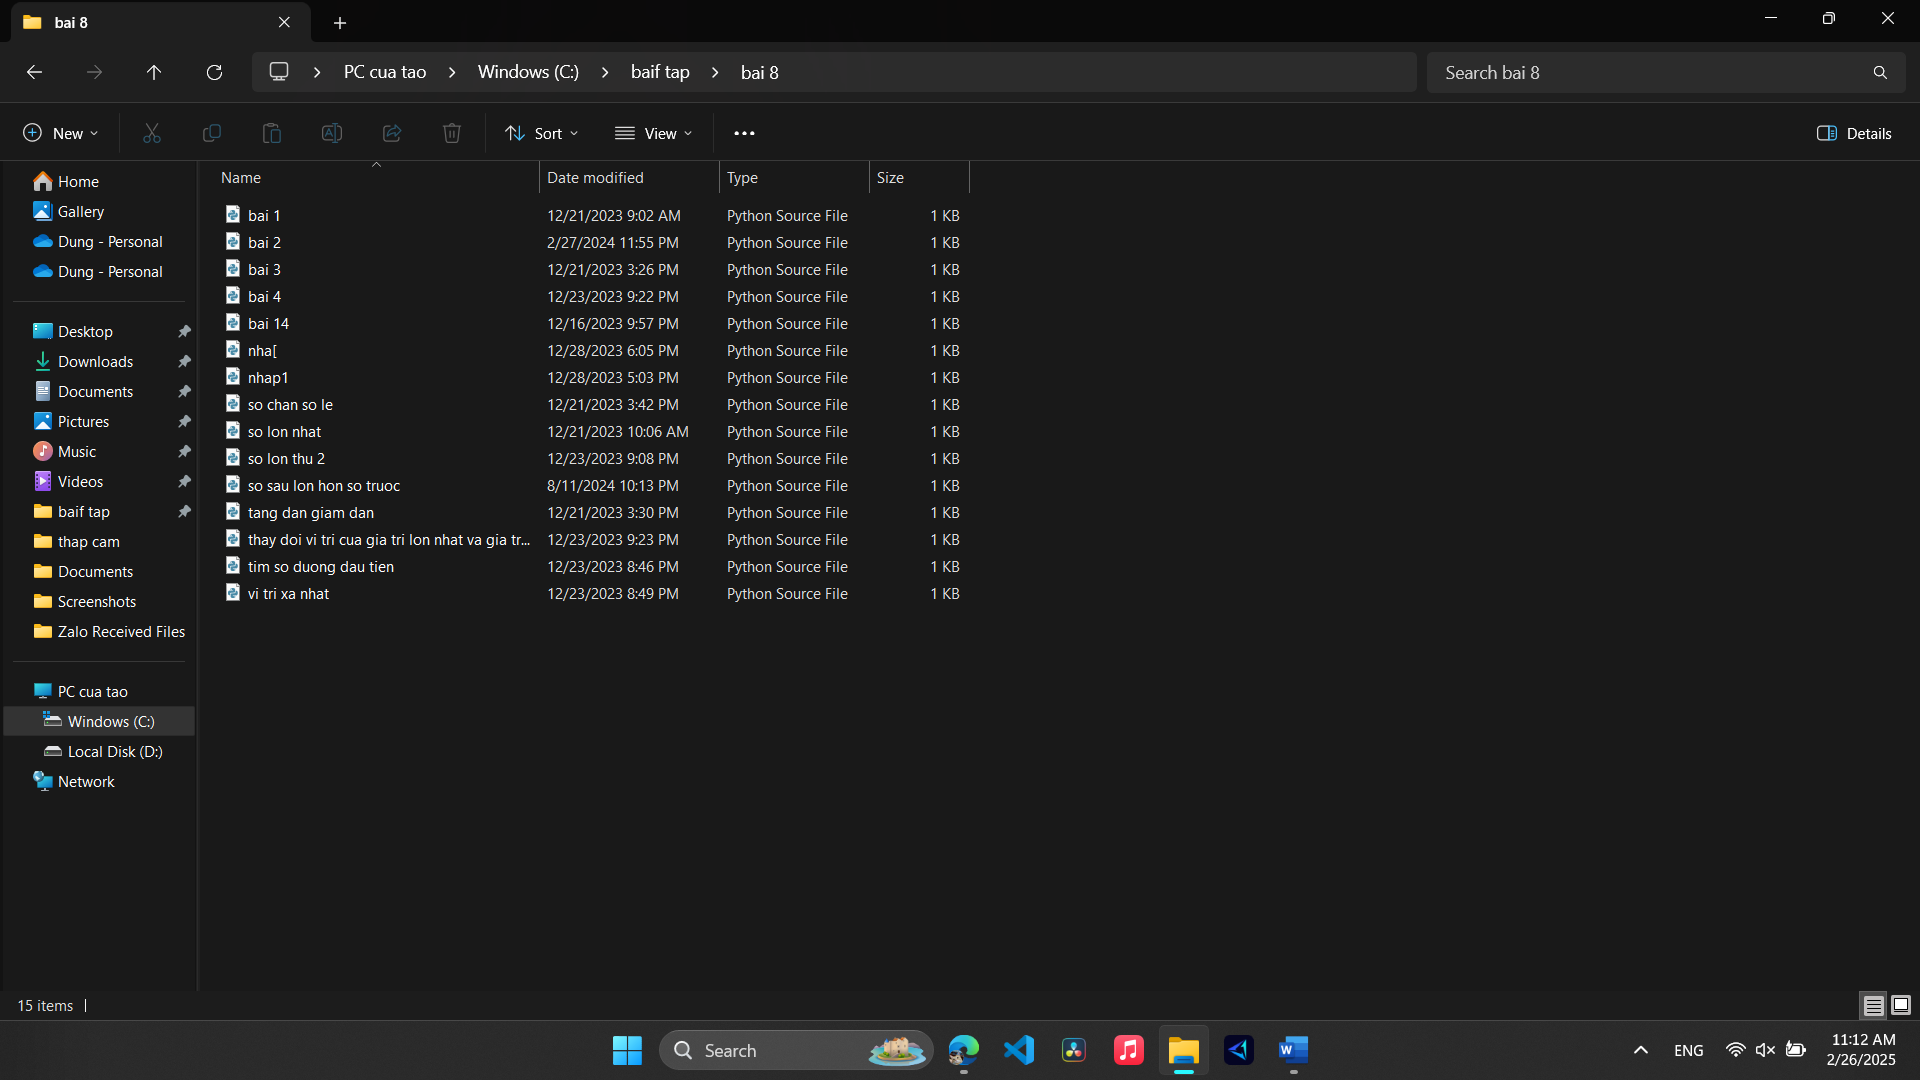 bai 8
PC cua tao > Windows (C:) > baif tap > bai 8
Search bai 8
New
Sort
View
Details
Name Date modified Type Size
Home
Gallery
Dung - Personal
Dung - Personal
Desktop
Downloads
Documents
Pictures
Music
Videos
baif tap
thap cam
Documents
Screenshots
Zalo Received Files
PC cua tao
Windows (C:)
Local Disk (D:)
Network
bai 1 12/21/2023 9:02 AM Python Source File 1 KB
bai 2 2/27/2024 11:55 PM Python Source File 1 KB
bai 3 12/21/2023 3:26 PM Python Source File 1 KB
bai 4 12/23/2023 9:22 PM Python Source File 1 KB
bai 14 12/16/2023 9:57 PM Python Source File 1 KB
nha[ 12/28/2023 6:05 PM Python Source File 1 KB
nhap1 12/28/2023 5:03 PM Python Source File 1 KB
so chan so le 12/21/2023 3:42 PM Python Source File 1 KB
so lon nhat 12/21/2023 10:06 AM Python Source File 1 KB
so lon thu 2 12/23/2023 9:08 PM Python Source File 1 KB
so sau lon hon so truoc 8/11/2024 10:13 PM Python Source File 1 KB
tang dan giam dan 12/21/2023 3:30 PM Python Source File 1 KB
thay doi vi tri cua gia tri lon nhat va gia tr... 12/23/2023 9:23 PM Python Source File 1 KB
tim so duong dau tien 12/23/2023 8:46 PM Python Source File 1 KB
vi tri xa nhat 12/23/2023 8:49 PM Python Source File 1 KB
15 items
Search
ENG
11:12 AM
2/26/2025